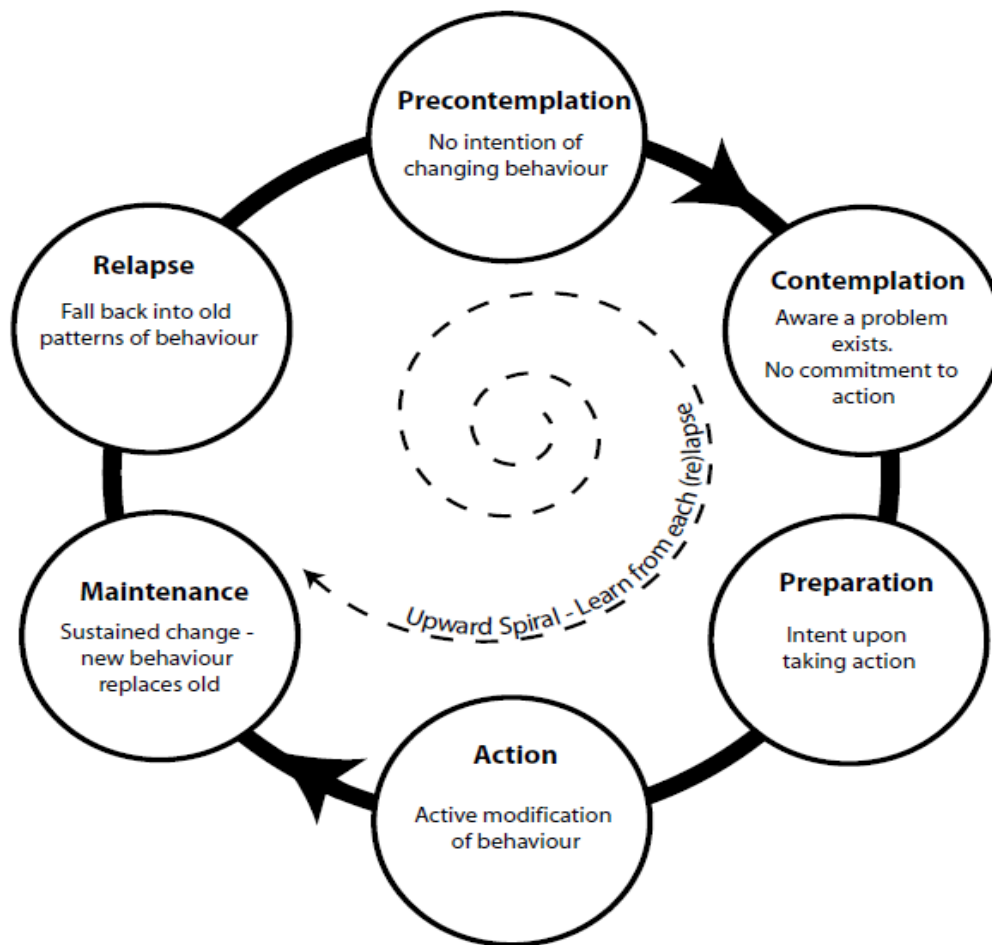 Precontemplation
No intention of
changing behaviour
Contemplation
Aware a problem
exists.
No commitment to
action
Preparation
Intent upon
taking action
Action
Active modification
of behaviour
Maintenance
Sustained change -
new behaviour
replaces old
Relapse
Fall back into old
patterns of behaviour
Upward Spiral - Learn from each (re)lapse